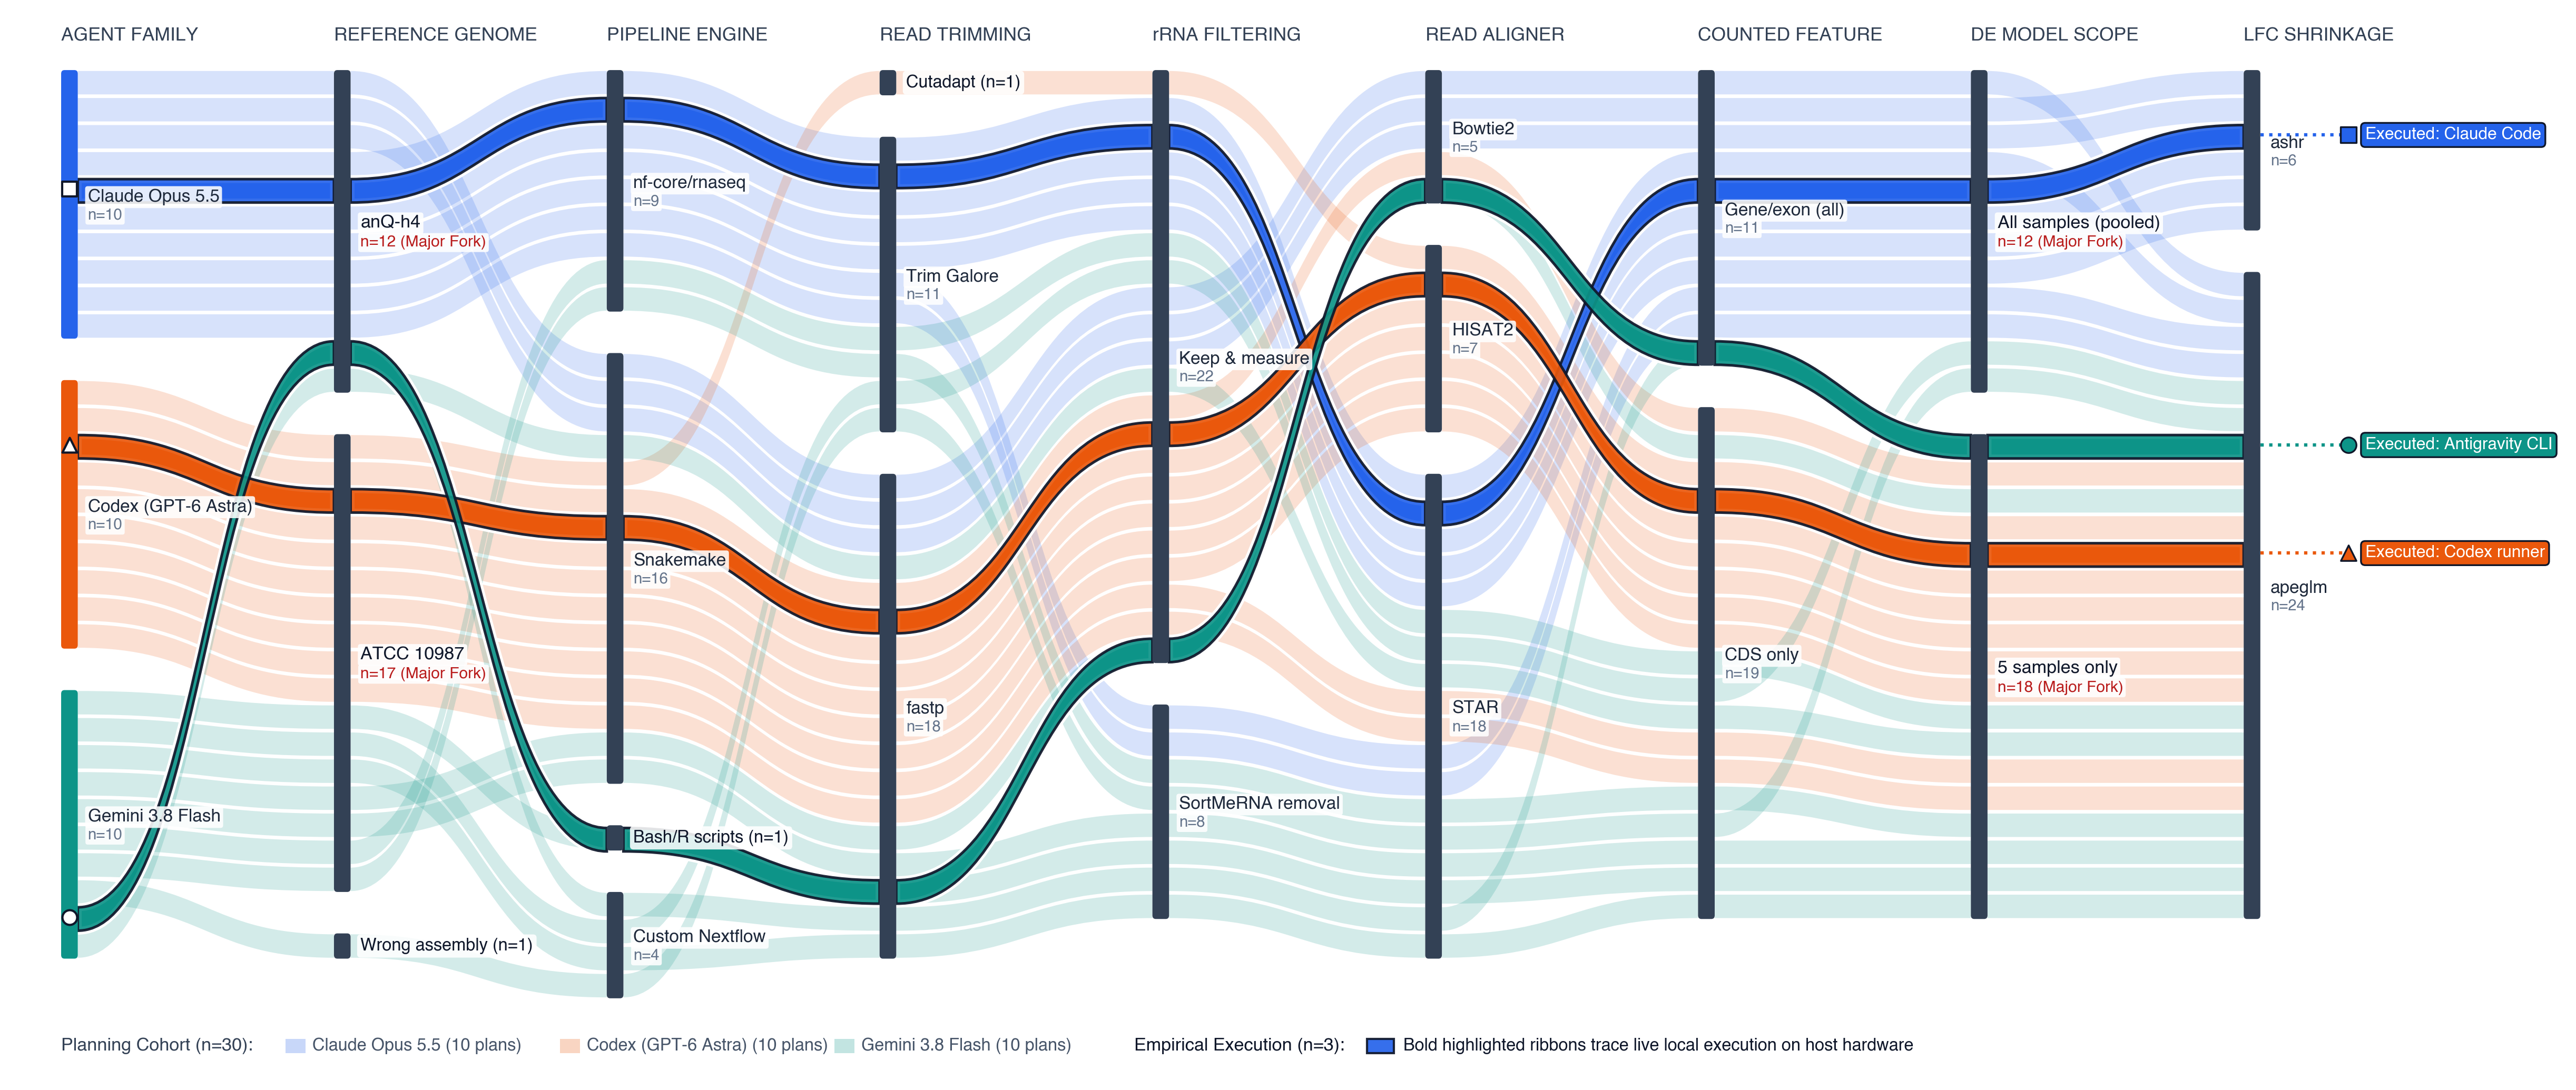 AGENT FAMILY
REFERENCE GENOME
PIPELINE ENGINE
READ TRIMMING
rRNA FILTERING
READ ALIGNER
COUNTED FEATURE
DE MODEL SCOPE
LFC SHRINKAGE
Claude Opus 5.5
n=10
Codex (GPT-6 Astra)
n=10
Gemini 3.8 Flash
n=10
anQ-h4
n=12 (Major Fork)
ATCC 10987
n=17 (Major Fork)
Wrong assembly (n=1)
nf-core/rnaseq
n=9
Snakemake
n=16
Bash/R scripts (n=1)
Custom Nextflow
n=4
Cutadapt (n=1)
Trim Galore
n=11
fastp
n=18
Keep & measure
n=22
SortMeRNA removal
n=8
Bowtie2
n=5
HISAT2
n=7
STAR
n=18
Gene/exon (all)
n=11
CDS only
n=19
All samples (pooled)
n=12 (Major Fork)
5 samples only
n=18 (Major Fork)
ashr
n=6
apeglm
n=24
Executed: Claude Code
Executed: Antigravity CLI
Executed: Codex runner
Planning Cohort (n=30):
Claude Opus 5.5 (10 plans)
Codex (GPT-6 Astra) (10 plans)
Gemini 3.8 Flash (10 plans)
Empirical Execution (n=3):
Bold highlighted ribbons trace live local execution on host hardware